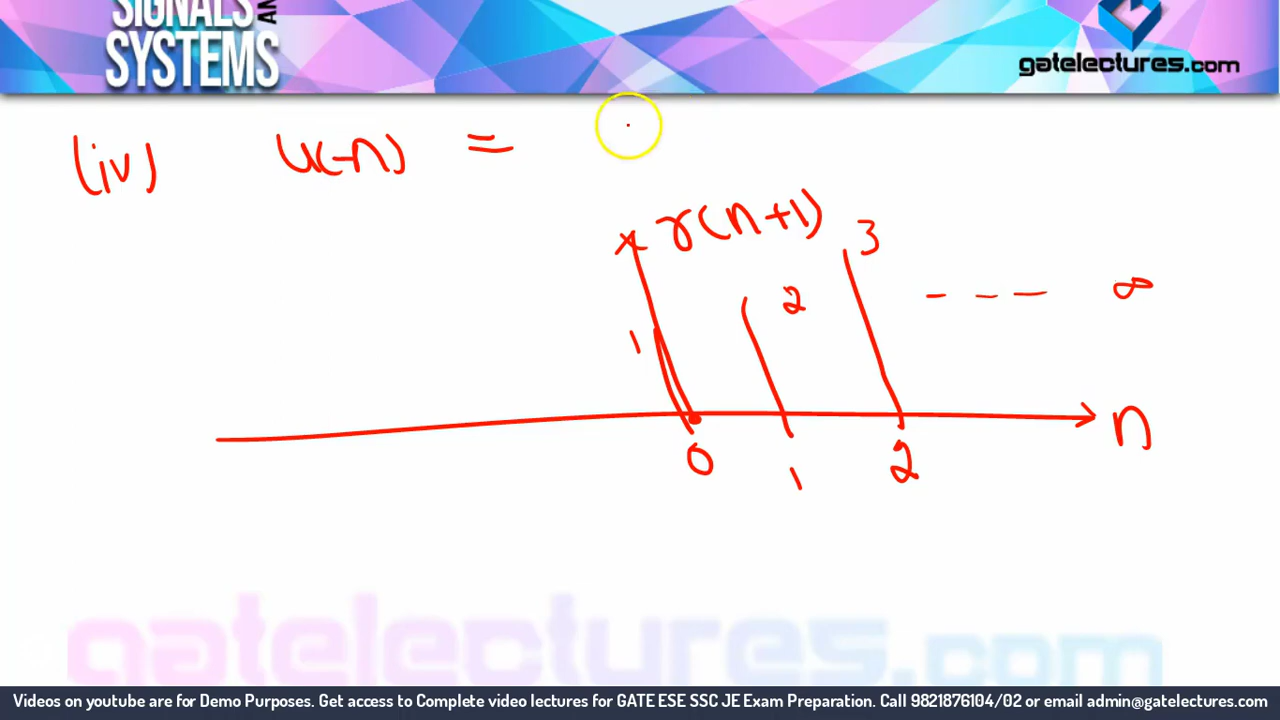 SIGNALS AND
SYSTEMS
gatelectures.com
(iv) u(-n) =
r(n+1) 3
2
1
- - - ∞
n
0 1 2
gatelectures.com
Videos on youtube are for Demo Purposes. Get access to Complete video lectures for GATE ESE SSC JE Exam Preparation. Call 9821876104/02 or email admin@gatelectures.com